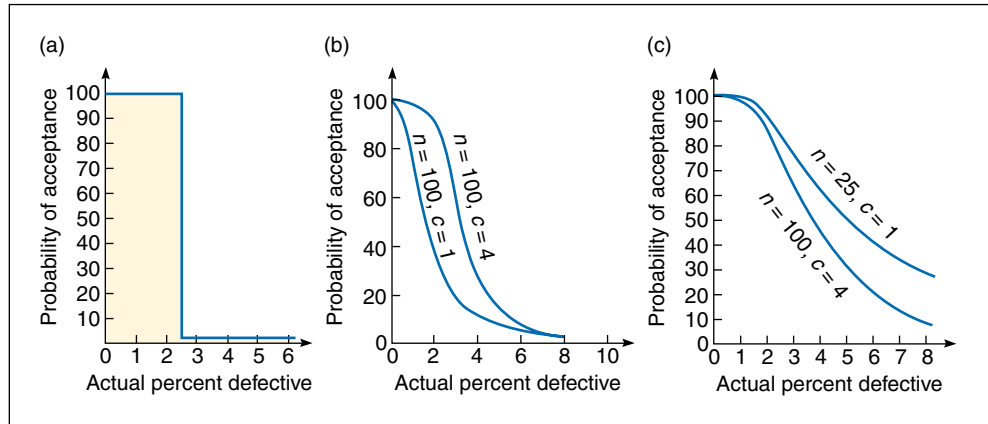 (a)
Probability of acceptance
100
90
80
70
60
50
40
30
20
10
0 1 2 3 4 5 6
Actual percent defective
(b)
Probability of acceptance
100
80
60
40
20
0
0 2 4 6 8 10
n = 100, c = 1
n = 100, c = 4
Actual percent defective
(c)
Probability of acceptance
100
90
80
70
60
50
40
30
20
10
0
0 1 2 3 4 5 6 7 8
n = 25, c = 1
n = 100, c = 4
Actual percent defective